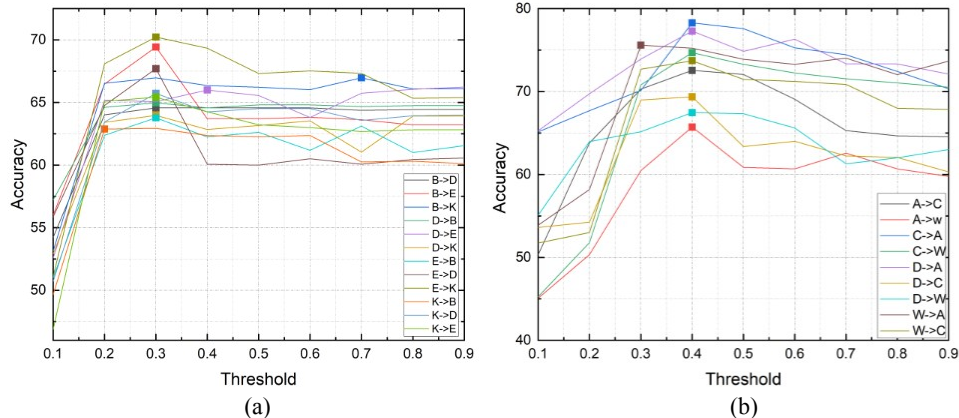 70
65
60
55
50
Accuracy
0.1 0.2 0.3 0.4 0.5 0.6 0.7 0.8 0.9
Threshold
B->D
B->E
B->K
D->B
D->E
D->K
E->B
E->D
E->K
K->B
K->D
K->E
(a)
80
70
60
50
40
Accuracy
0.1 0.2 0.3 0.4 0.5 0.6 0.7 0.8 0.9
Threshold
A->C
A->w
C->A
C->W
D->A
D->C
D->W
W->A
W->C
(b)